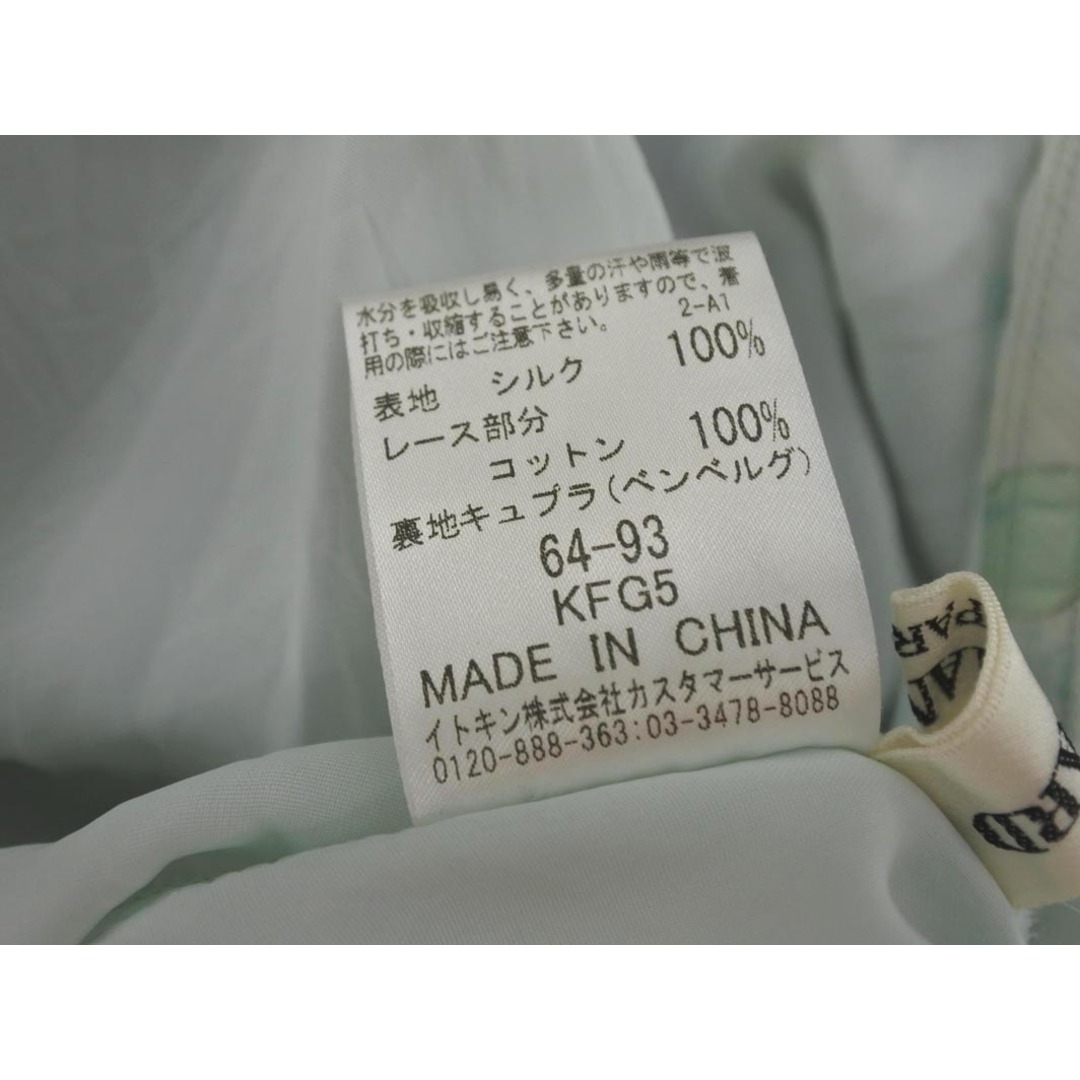 水分を吸収し易く、多量の汗や雨等で波
打ち・収縮することがありますので、着
用の際にはご注意下さい。 2-A1
表地 シルク 100%
レース部分
コットン 100%
裏地キュプラ(ベンベルグ)
64-93
KFG5
MADE IN CHINA
イトキン株式会社カスタマーサービス
0120-888-363:03-3478-8088